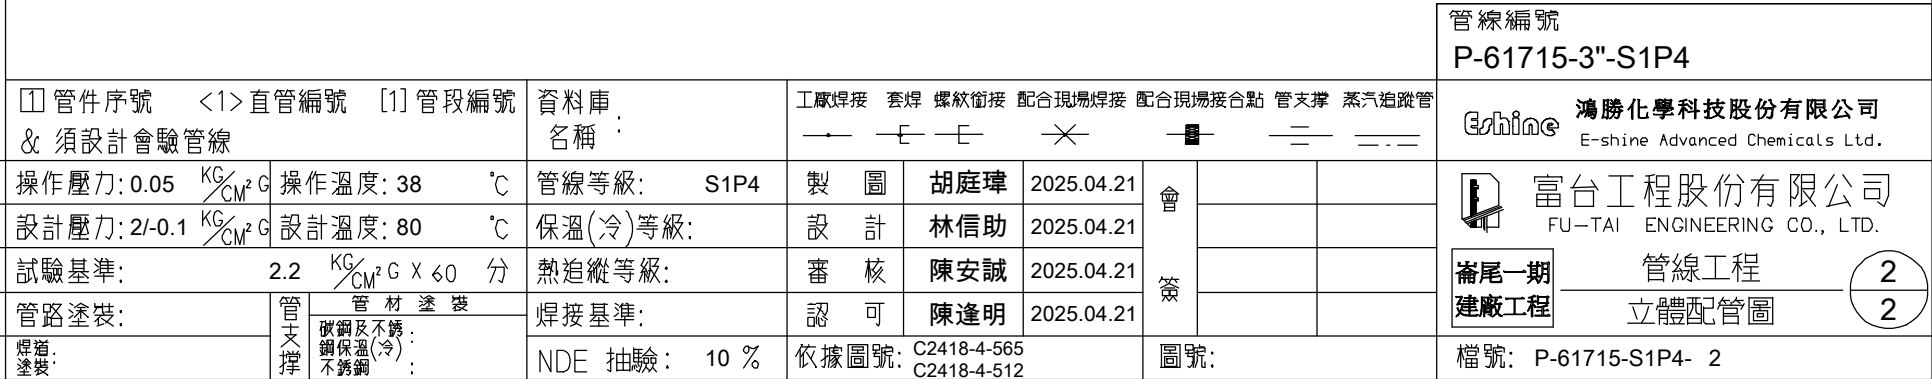 管線編號
P-61715-3"-S1P4
1 管件序號 <1>直管編號 [1]管段編號
& 須設計會驗管線
資料庫
名稱 :
工廠焊接 套焊 螺紋銜接 配合現場焊接 配合現場接合點 管支撐 蒸汽追蹤管
Eshine 鴻勝化學科技股份有限公司
E-shine Advanced Chemicals Ltd.
操作壓力: 0.05 KG/CM² G 操作溫度: 38 °C 管線等級: S1P4 製 圖 胡庭瑋 2025.04.21
設計壓力: 2/-0.1 KG/CM² G 設計溫度: 80 °C 保溫(冷)等級: 設 計 林信助 2025.04.21
試驗基準: 2.2 KG/CM² G X 60 分 熱追縱等級: 審 核 陳安誠 2025.04.21
管路塗裝: 管支撐 管 材 塗 裝 焊接基準: 認 可 陳逢明 2025.04.21
會
簽
富台工程股份有限公司
FU-TAI ENGINEERING CO., LTD.
崙尾一期
建廠工程
管線工程
立體配管圖
2
2
焊道:
塗裝:
碳鋼及不銹 :
鋼保溫(冷)
不銹鋼 :
NDE 抽驗: 10 %
依據圖號: C2418-4-565
C2418-4-512
圖號:
檔號: P-61715-S1P4- 2